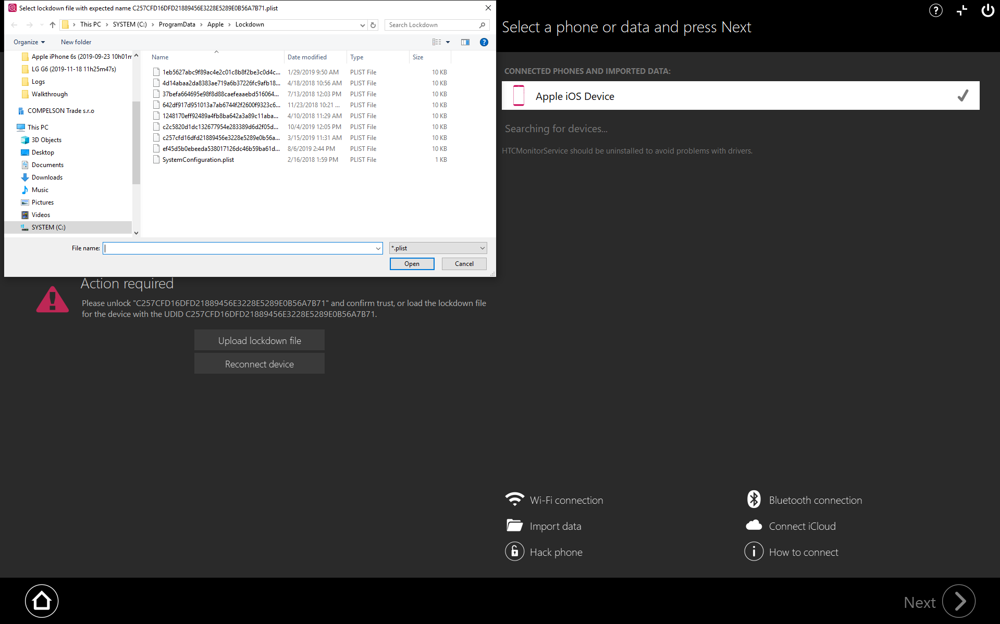 Select lockdown file with expected name C257CFD16DFD21889456E3228E5289E0B56A7B71.plist
This PC > SYSTEM (C:) > ProgramData > Apple > Lockdown
Search Lockdown
Organize
New folder
Apple iPhone 6s (2019-09-23 10h01m
LG G6 (2019-11-18 11h25m47s)
Logs
Walkthrough
COMPELSON Trade s.r.o
This PC
3D Objects
Desktop
Documents
Downloads
Music
Pictures
Videos
SYSTEM (C:)
Name Date modified Type Size
1eb5627abc9f89ac4e2c01c8b8f2be3c0d4c... 1/29/2019 9:50 AM PLIST File 10 KB
4d14abaa2da8383ae719a6b37226fc9afb18... 4/18/2018 10:56 AM PLIST File 10 KB
37befa664695e98f8d88caefeaaebd516064... 7/13/2018 12:03 PM PLIST File 10 KB
642df917d951013a7ab6744f2f2600f9323c6... 11/23/2018 10:21 ... PLIST File 10 KB
1248170eff92489a4fb8ba642a3a89c11aba... 4/10/2018 11:29 AM PLIST File 10 KB
c2c5820d1dc132677954e283389d6d2f05d... 10/4/2019 12:05 PM PLIST File 10 KB
c257cfd16dfd21889456e3228e5289e0b56a... 3/15/2019 11:31 AM PLIST File 10 KB
ef45d5b0ebeeda538017126dc46b59ba61d... 8/6/2019 2:44 PM PLIST File 10 KB
SystemConfiguration.plist 2/16/2018 1:59 PM PLIST File 1 KB
File name:
*.plist
Open
Cancel
Action required
Please unlock "C257CFD16DFD21889456E3228E5289E0B56A7B71" and confirm trust, or load the lockdown file
for the device with the UDID C257CFD16DFD21889456E3228E5289E0B56A7B71.
Upload lockdown file
Reconnect device
Select a phone or data and press Next
CONNECTED PHONES AND IMPORTED DATA:
Apple iOS Device
Searching for devices...
HTCMonitorService should be uninstalled to avoid problems with drivers.
Wi-Fi connection
Bluetooth connection
Import data
Connect iCloud
Hack phone
How to connect
Next